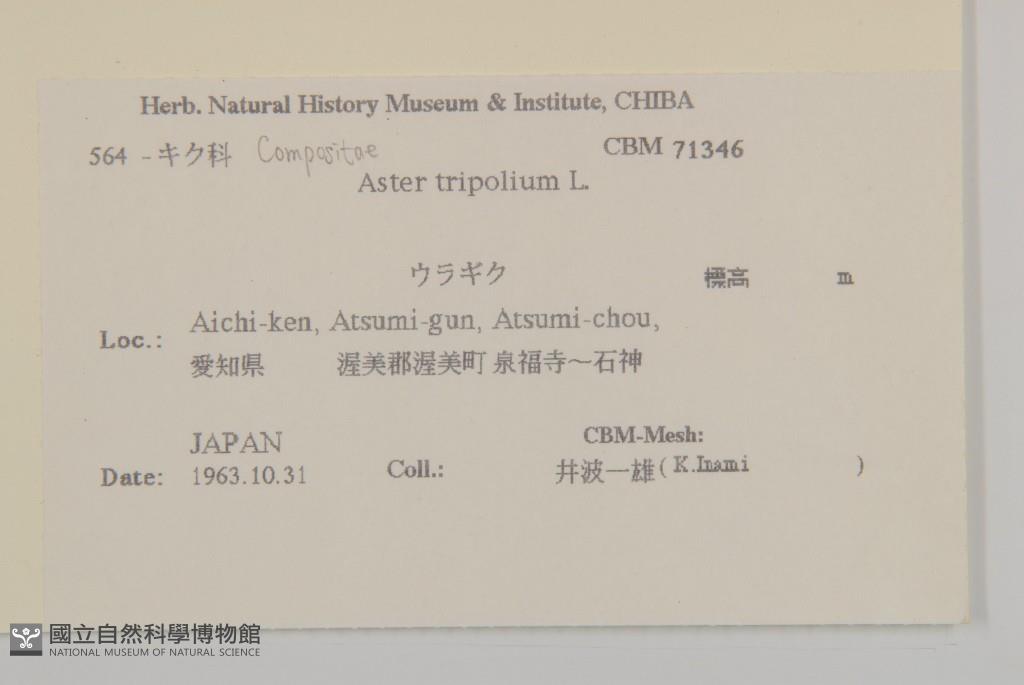 Herb. Natural History Museum & Institute, CHIBA
564 - キク科 Compositae CBM 71346
Aster tripolium L.
ウラギク 標高 m
Loc.: Aichi-ken, Atsumi-gun, Atsumi-chou,
愛知県 渥美郡渥美町 泉福寺～石神
JAPAN
CBM-Mesh:
Date: 1963.10.31 Coll.: 井波一雄 ( K.Inami )
國立自然科學博物館
NATIONAL MUSEUM OF NATURAL SCIENCE